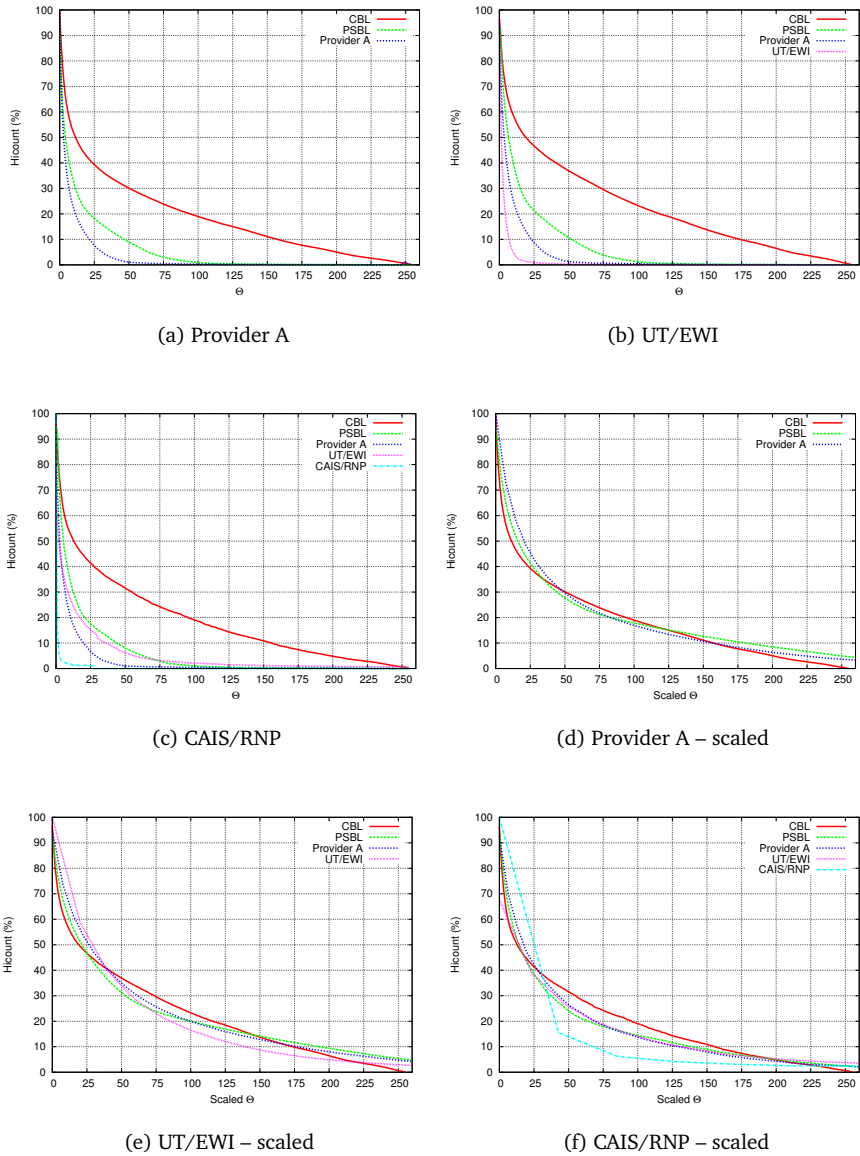 100
90
80
70
60
50
40
30
20
10
0
Hicount (%)
0 25 50 75 100 125 150 175 200 225 250
Θ
CBL
PSBL
Provider A
(a) Provider A
100
90
80
70
60
50
40
30
20
10
0
Hicount (%)
0 25 50 75 100 125 150 175 200 225 250
Θ
CBL
PSBL
Provider A
UT/EWI
(b) UT/EWI
100
90
80
70
60
50
40
30
20
10
0
Hicount (%)
0 25 50 75 100 125 150 175 200 225 250
Θ
CBL
PSBL
Provider A
UT/EWI
CAIS/RNP
(c) CAIS/RNP
100
90
80
70
60
50
40
30
20
10
0
Hicount (%)
0 25 50 75 100 125 150 175 200 225 250
Scaled Θ
CBL
PSBL
Provider A
(d) Provider A – scaled
100
90
80
70
60
50
40
30
20
10
0
Hicount (%)
0 25 50 75 100 125 150 175 200 225 250
Scaled Θ
CBL
PSBL
Provider A
UT/EWI
(e) UT/EWI – scaled
100
90
80
70
60
50
40
30
20
10
0
Hicount (%)
0 25 50 75 100 125 150 175 200 225 250
Scaled Θ
CBL
PSBL
Provider A
UT/EWI
CAIS/RNP
(f) CAIS/RNP – scaled